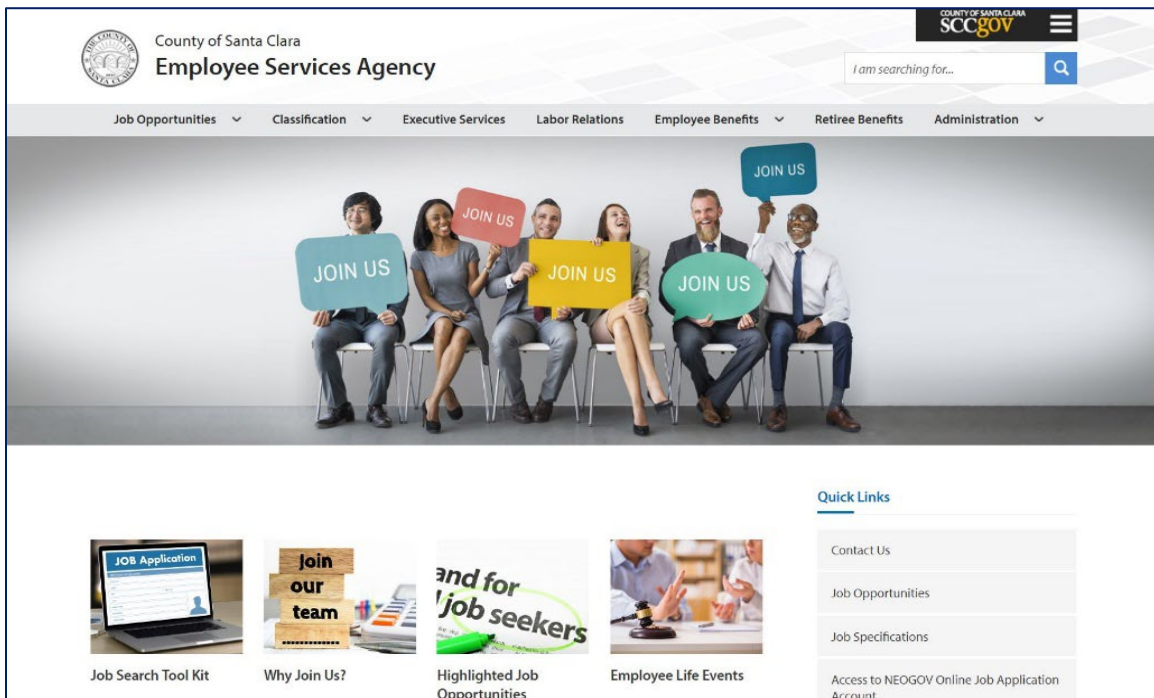 COUNTY OF SANTA CLARA
sccgov
County of Santa Clara
Employee Services Agency
I am searching for...
Job Opportunities
Classification
Executive Services
Labor Relations
Employee Benefits
Retiree Benefits
Administration
JOIN US
JOIN US
JOIN US
JOIN US
JOIN US
Quick Links
Contact Us
Job Opportunities
Job Specifications
Access to NEOGOV Online Job Application
Account
JOB Application
Join
our
team
and for
job seekers
Job Search Tool Kit
Why Join Us?
Highlighted Job
Opportunities
Employee Life Events